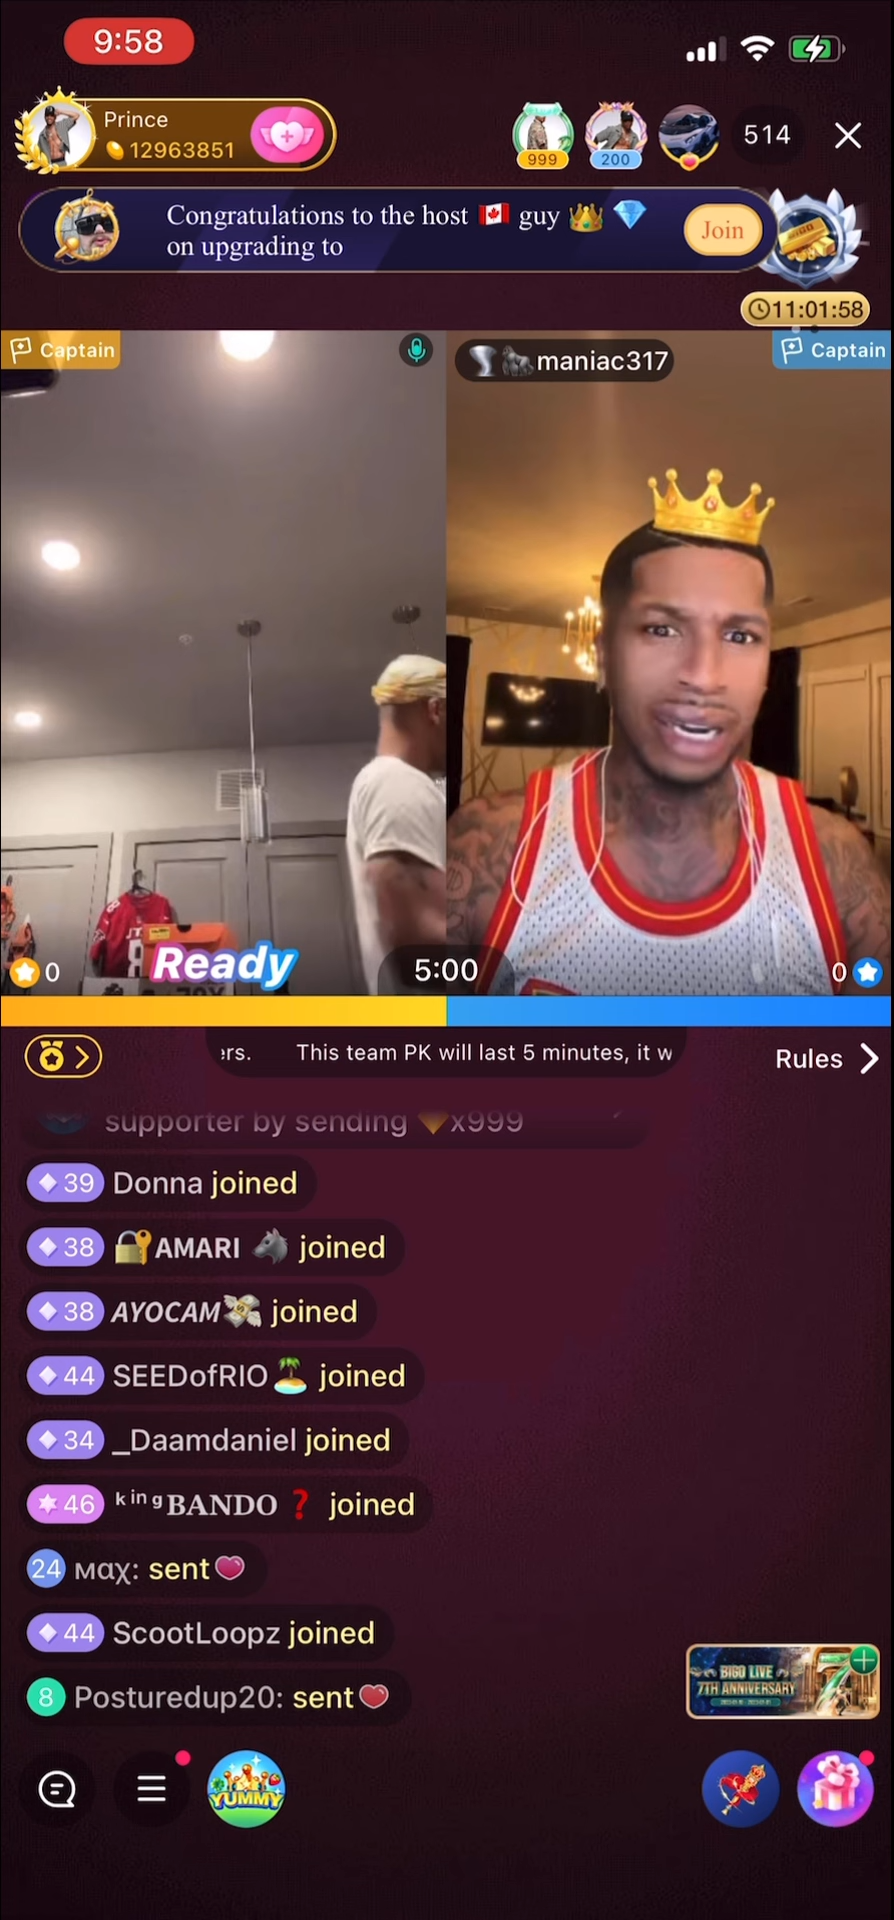 9:58
Prince
12963851
999
200
514
Congratulations to the host 🇨🇦 guy 👑 💎
on upgrading to
Join
11:01:58
Captain
🌪🦍maniac317
Captain
Ready
0
5:00
0
ers. This team PK will last 5 minutes, it w
Rules
supporter by sending x999
39 Donna joined
38 🔐AMARI 🐴 joined
38 AYOCAM💸 joined
44 SEEDofRIO🏝 joined
34 _Daamdaniel joined
46 ᵏⁱⁿᵍBANDO❓ joined
24 мαχ: sent❤
44 ScootLoopz joined
8 Posturedup20: sent❤
BIGO LIVE
7TH ANNIVERSARY
YUMMY